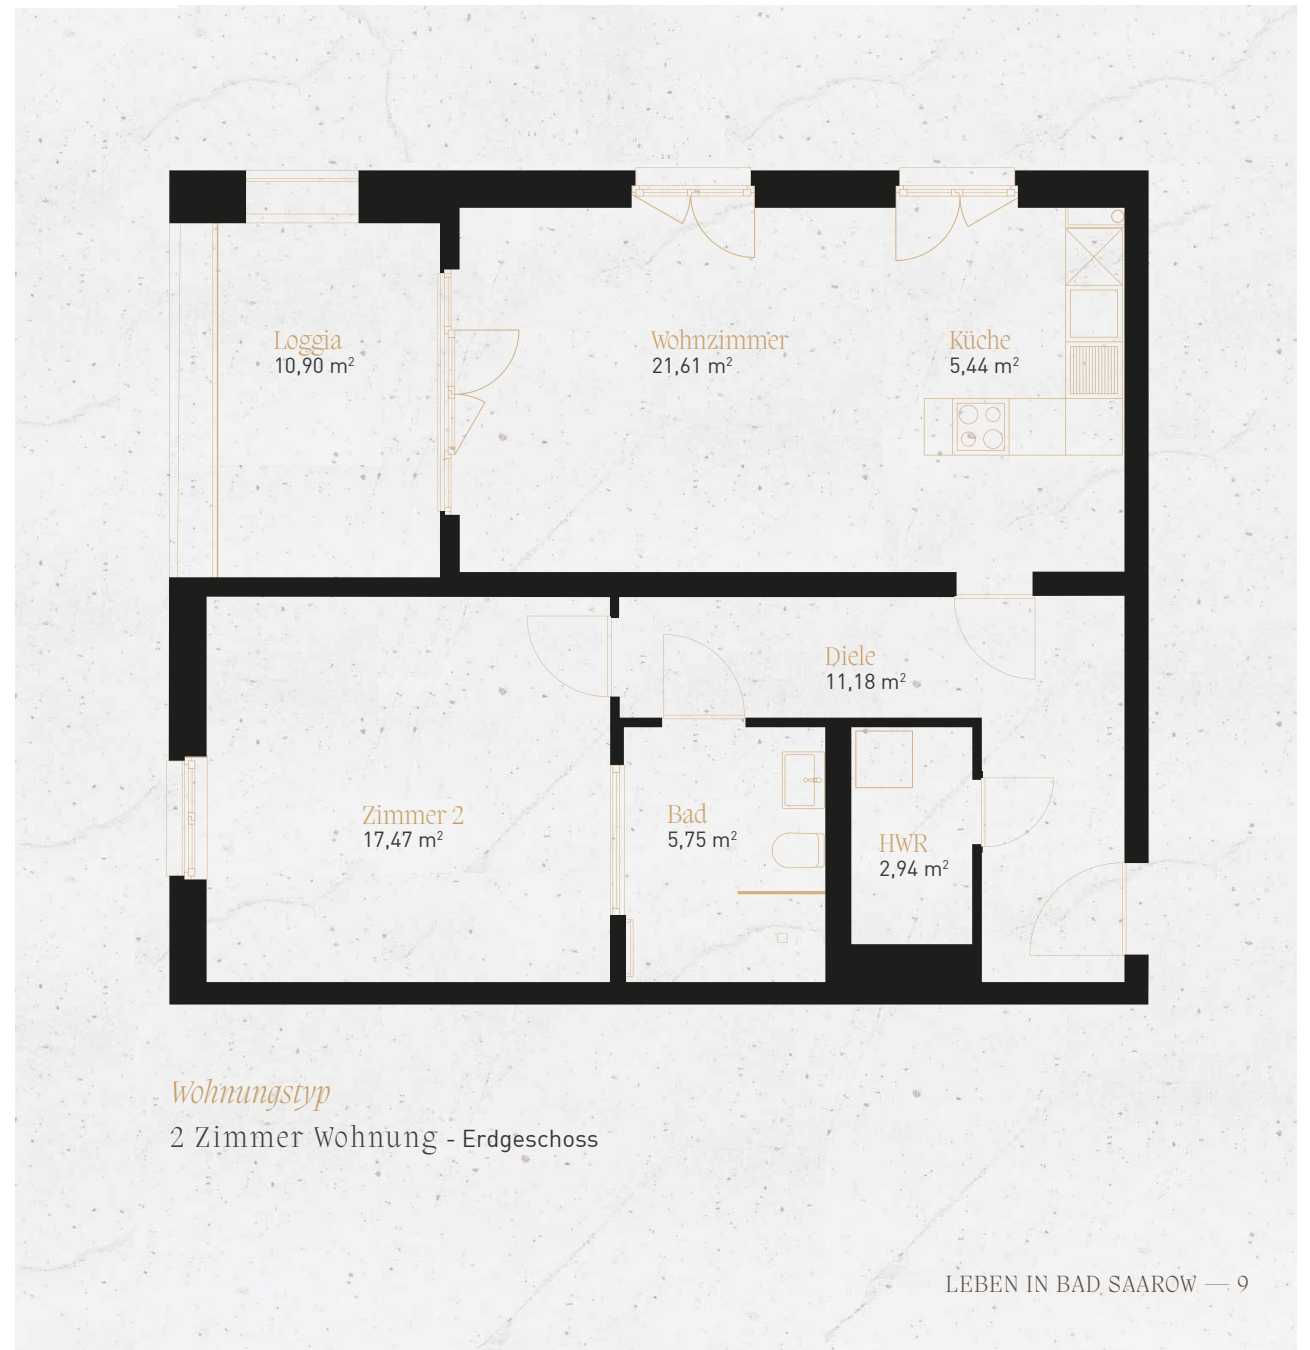 Loggia
10,90 m²
Wohnzimmer
21,61 m²
Küche
5,44 m²
Diele
11,18 m²
Zimmer 2
17,47 m²
Bad
5,75 m²
HWR
2,94 m²
Wohnungstyp
2 Zimmer Wohnung - Erdgeschoss
LEBEN IN BAD SAAROW — 9